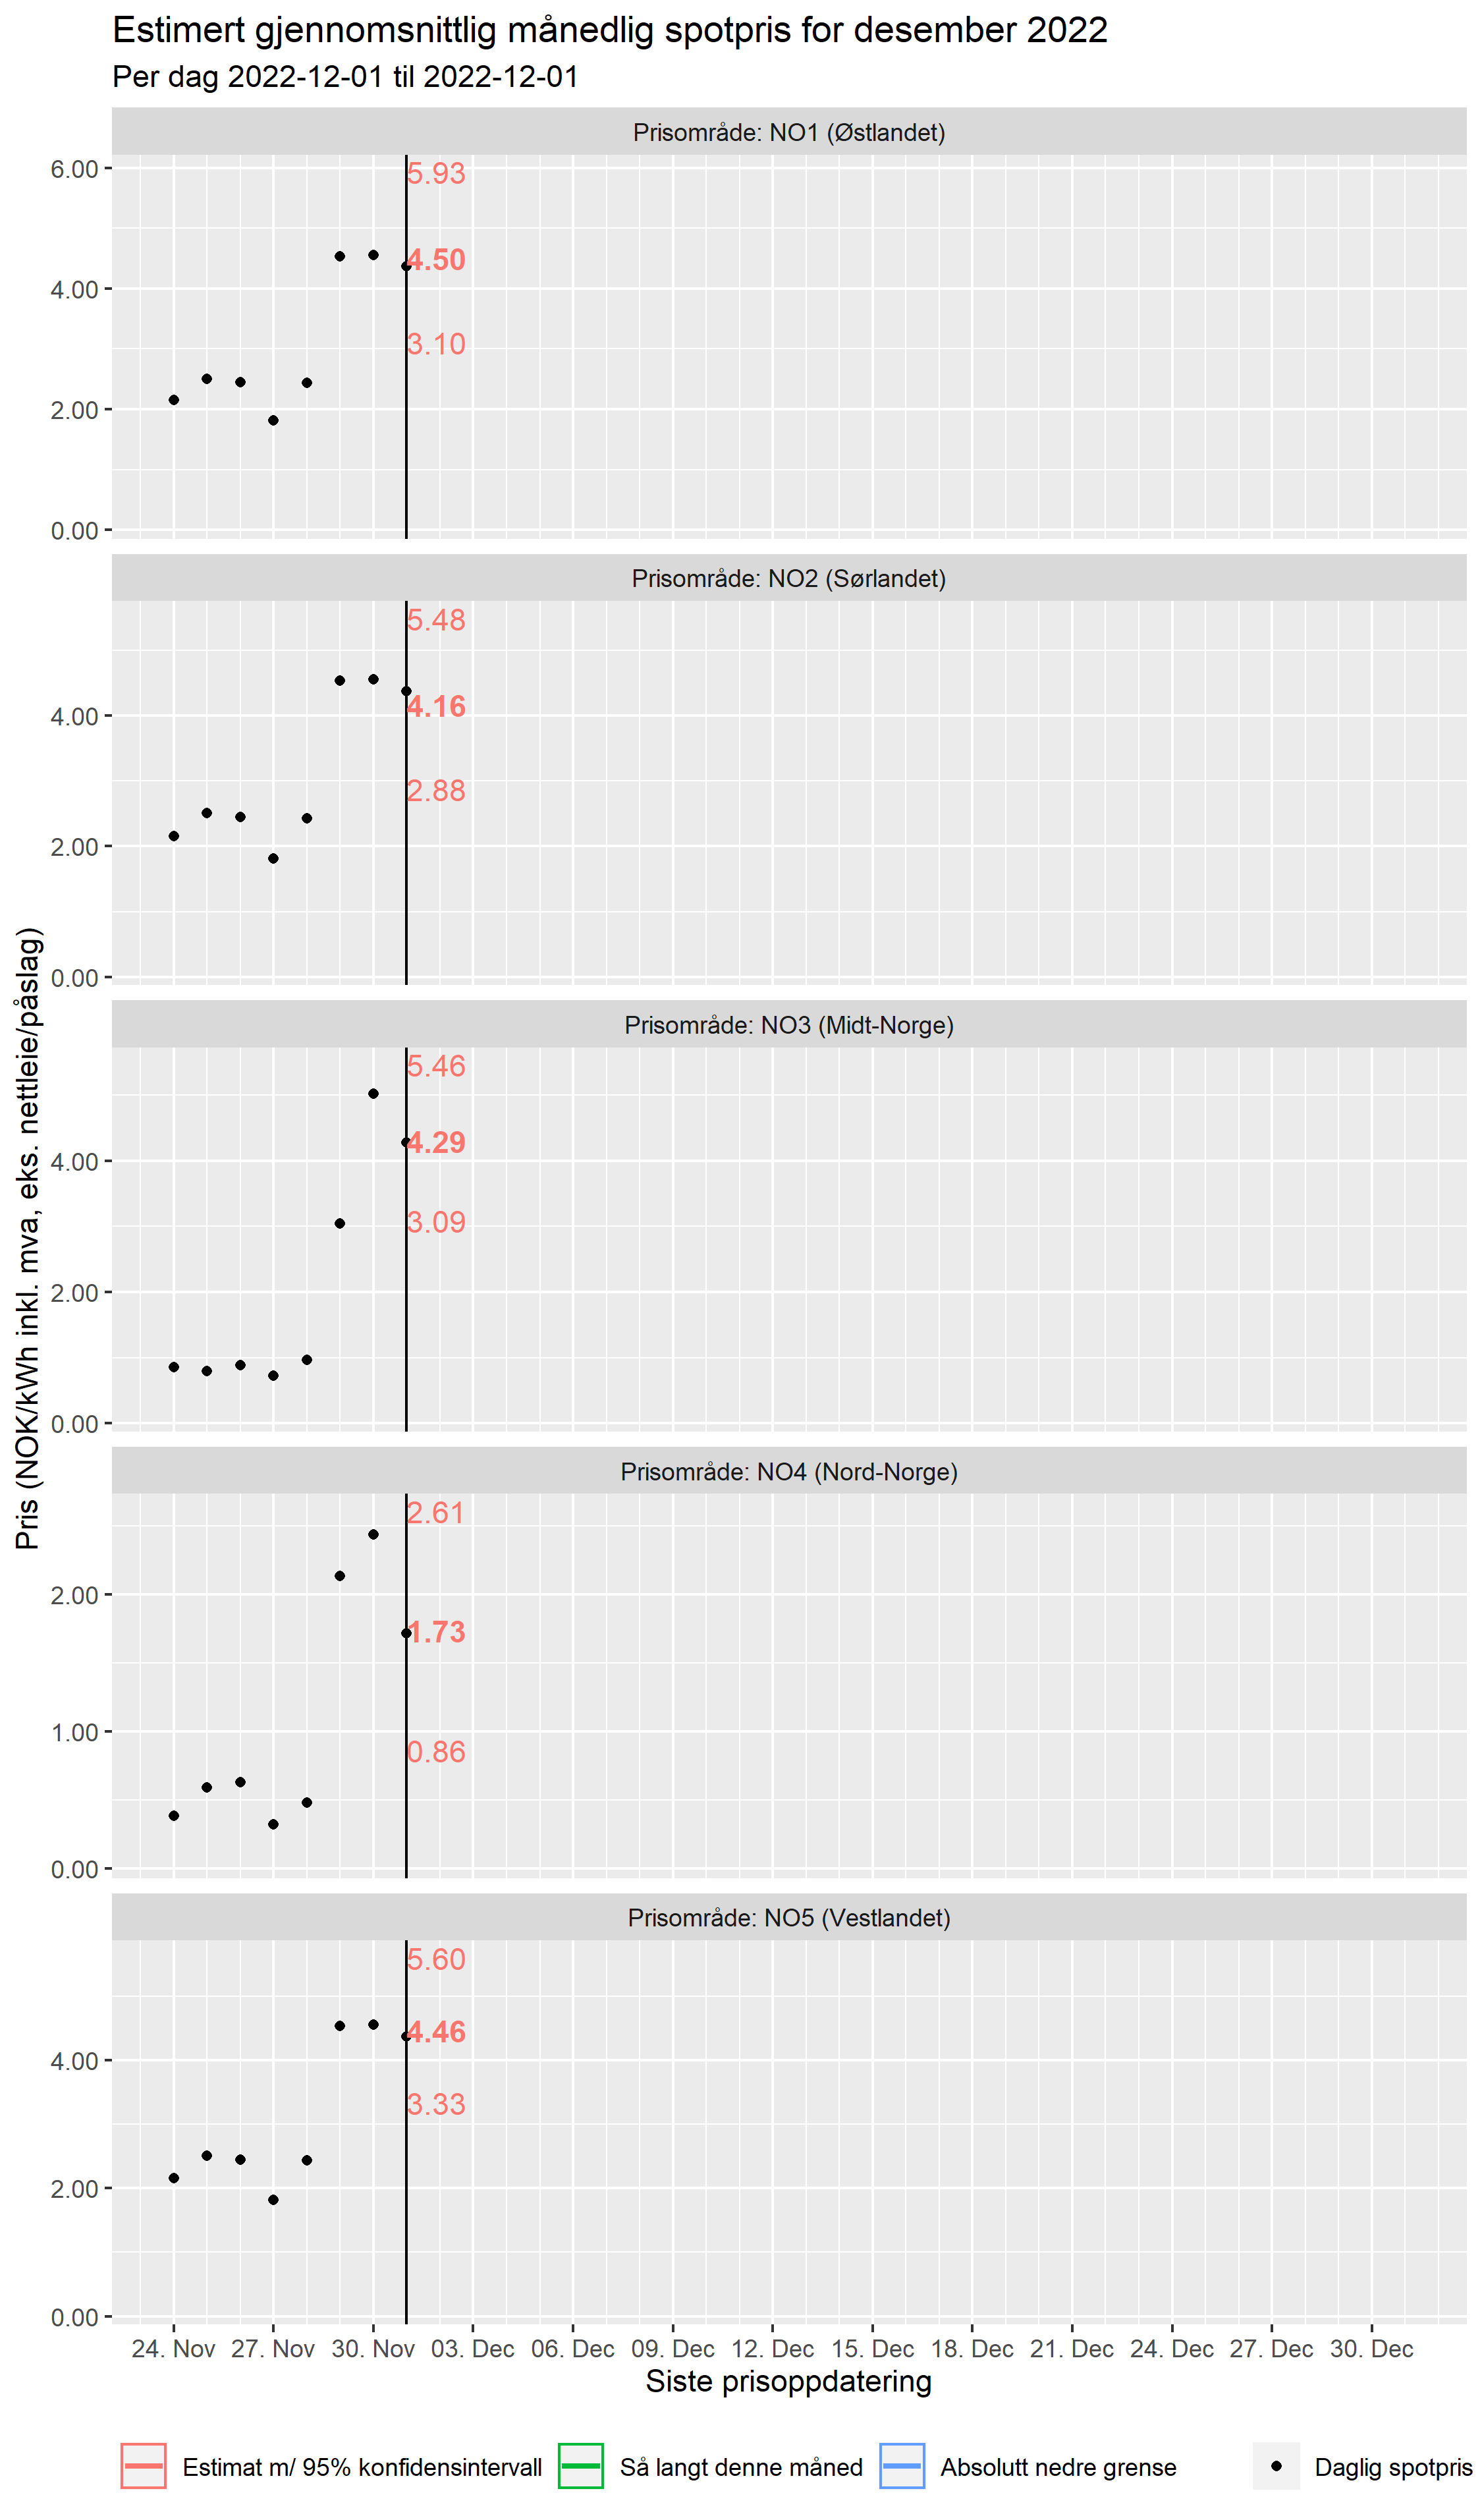 Estimert gjennomsnittlig månedlig spotpris for desember 2022
Per dag 2022-12-01 til 2022-12-01
Prisområde: NO1 (Østlandet)
6.00
4.00
2.00
0.00
5.93
4.50
3.10
Prisområde: NO2 (Sørlandet)
4.00
2.00
0.00
5.48
4.16
2.88
Prisområde: NO3 (Midt-Norge)
4.00
2.00
0.00
5.46
4.29
3.09
Prisområde: NO4 (Nord-Norge)
2.00
1.00
0.00
2.61
1.73
0.86
Prisområde: NO5 (Vestlandet)
4.00
2.00
0.00
5.60
4.46
3.33
Pris (NOK/kWh inkl. mva, eks. nettleie/påslag)
24. Nov 27. Nov 30. Nov 03. Dec 06. Dec 09. Dec 12. Dec 15. Dec 18. Dec 21. Dec 24. Dec 27. Dec 30. Dec
Siste prisoppdatering
Estimat m/ 95% konfidensintervall Så langt denne måned Absolutt nedre grense Daglig spotpris